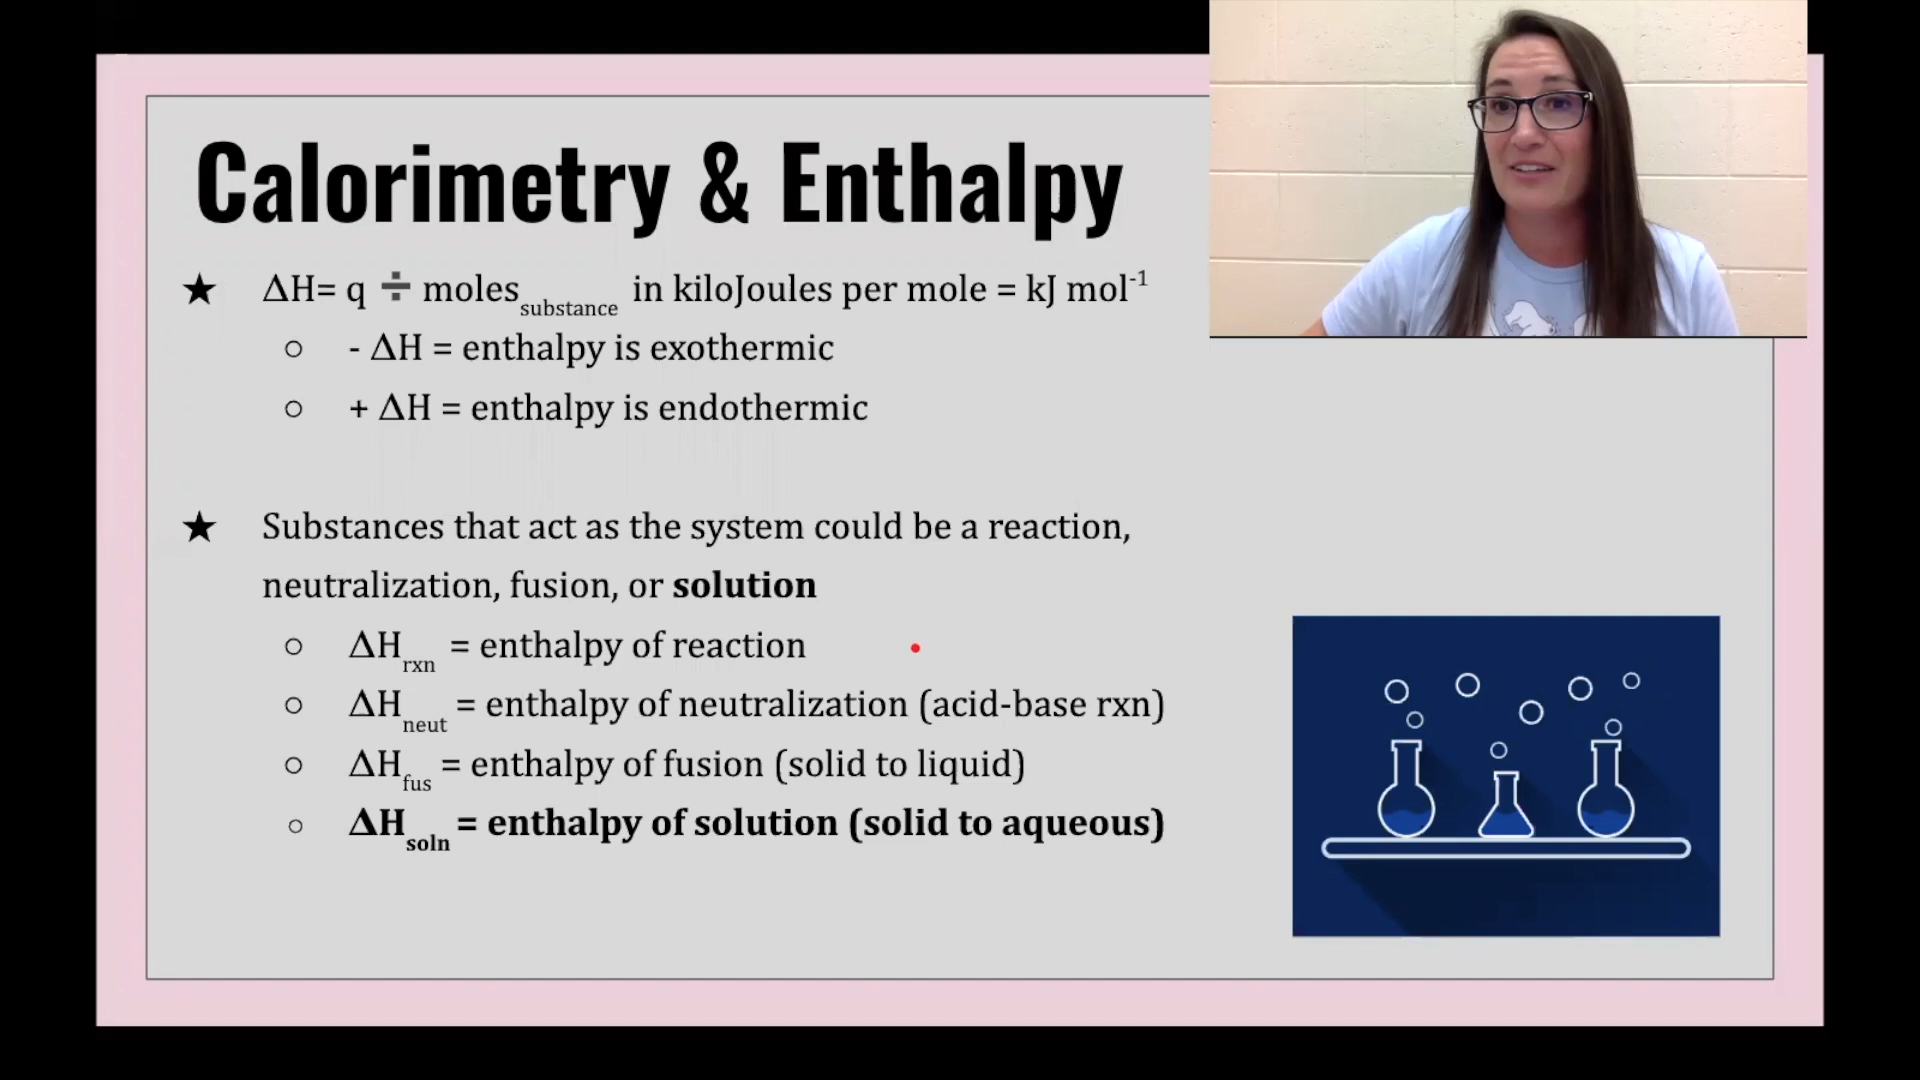 Calorimetry & Enthalpy
★ ΔH= q ÷ moles substance in kiloJoules per mole = kJ mol-1
○ - ΔH = enthalpy is exothermic
○ + ΔH = enthalpy is endothermic
★ Substances that act as the system could be a reaction,
neutralization, fusion, or solution
○ ΔHrxn = enthalpy of reaction
○ ΔHneut = enthalpy of neutralization (acid-base rxn)
○ ΔHfus = enthalpy of fusion (solid to liquid)
○ ΔHsoln = enthalpy of solution (solid to aqueous)